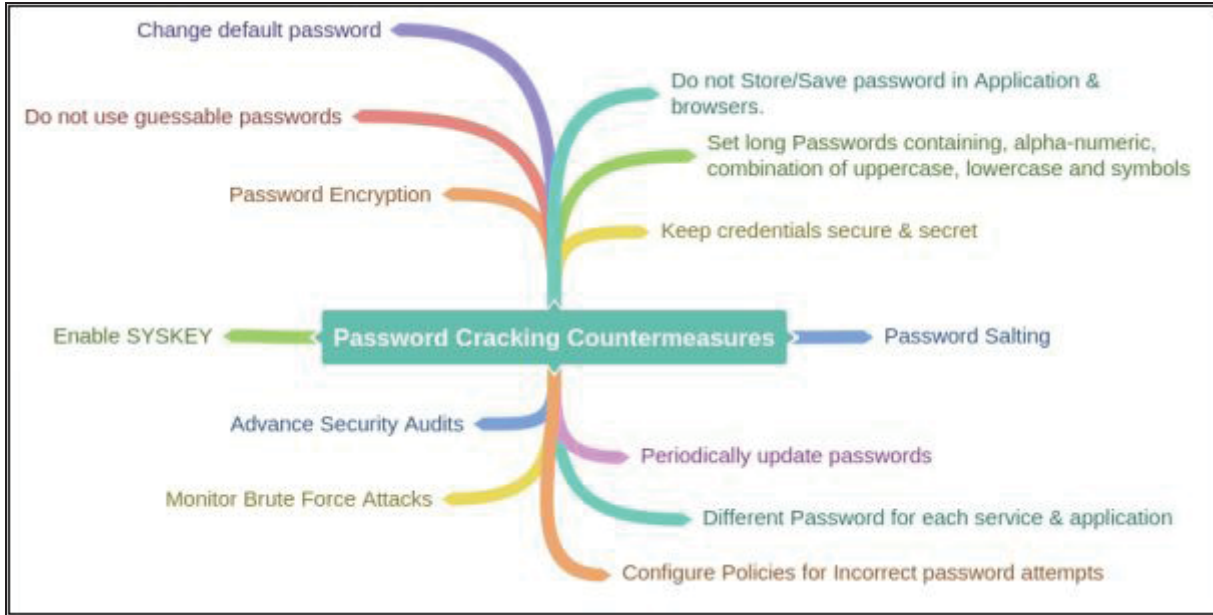 Change default password
Do not use guessable passwords
Password Encryption
Enable SYSKEY
Advance Security Audits
Monitor Brute Force Attacks
Password Cracking Countermeasures
Do not Store/Save password in Application &
browsers.
Set long Passwords containing, alpha-numeric,
combination of uppercase, lowercase and symbols
Keep credentials secure & secret
Password Salting
Periodically update passwords
Different Password for each service & application
Configure Policies for Incorrect password attempts